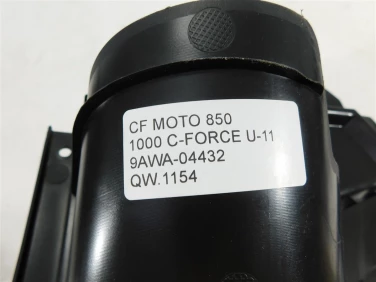 CF MOTO 850
1000 C-FORCE U-11
9AWA-04432
QW.1154